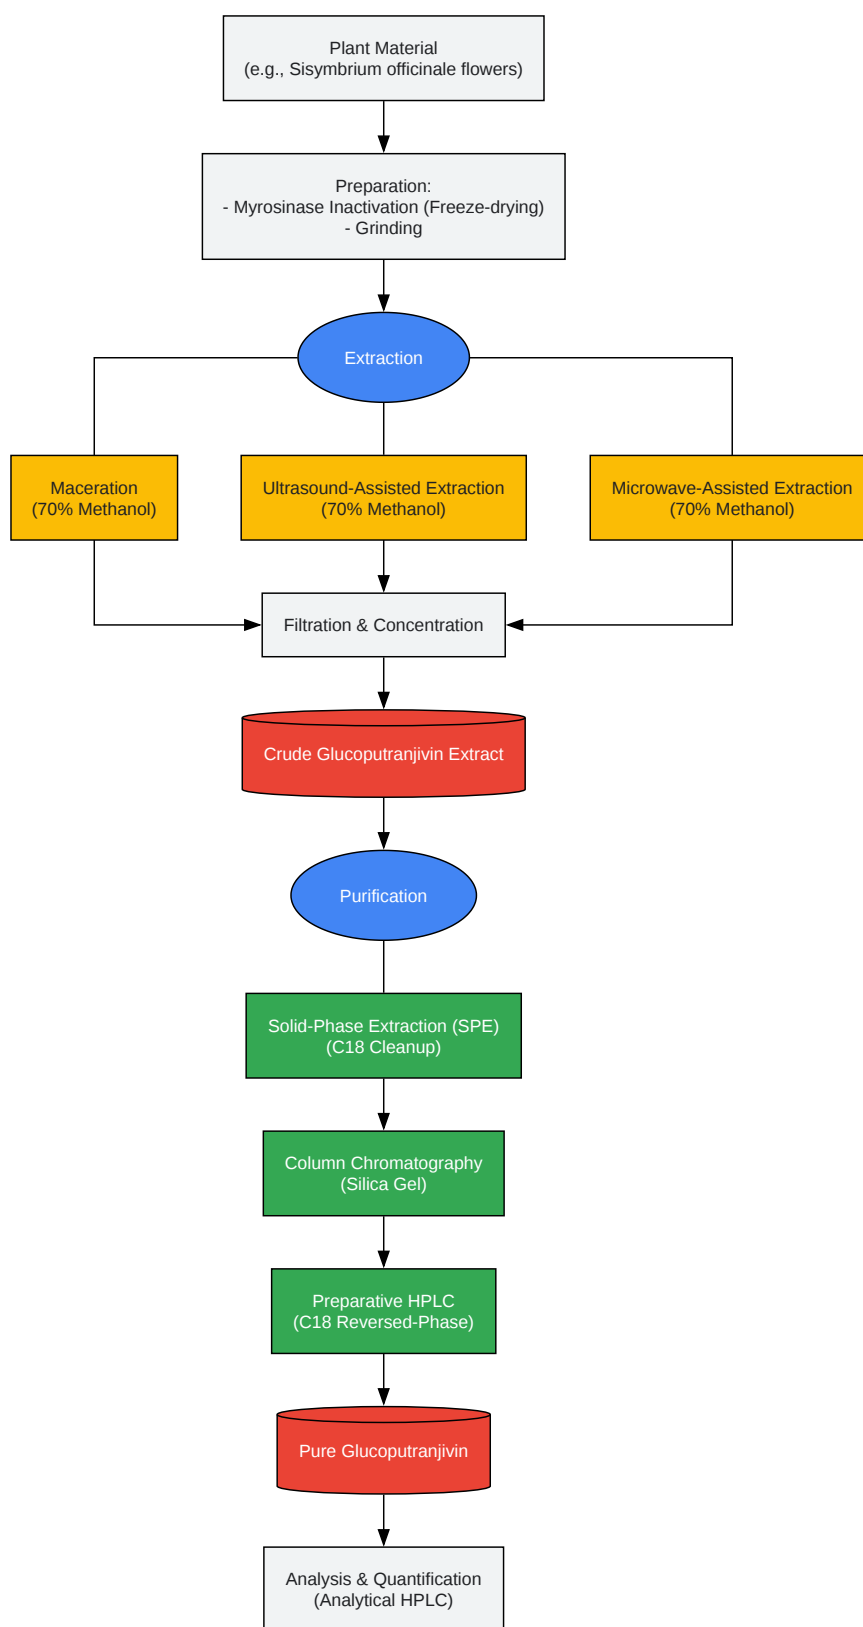 Plant Material
(e.g., Sisymbrium officinale flowers)
Preparation:
- Myrosinase Inactivation (Freeze-drying)
- Grinding
Extraction
Maceration
(70% Methanol)
Ultrasound-Assisted Extraction
(70% Methanol)
Microwave-Assisted Extraction
(70% Methanol)
Filtration & Concentration
Crude Glucoputranjivin Extract
Purification
Solid-Phase Extraction (SPE)
(C18 Cleanup)
Column Chromatography
(Silica Gel)
Preparative HPLC
(C18 Reversed-Phase)
Pure Glucoputranjivin
Analysis & Quantification
(Analytical HPLC)